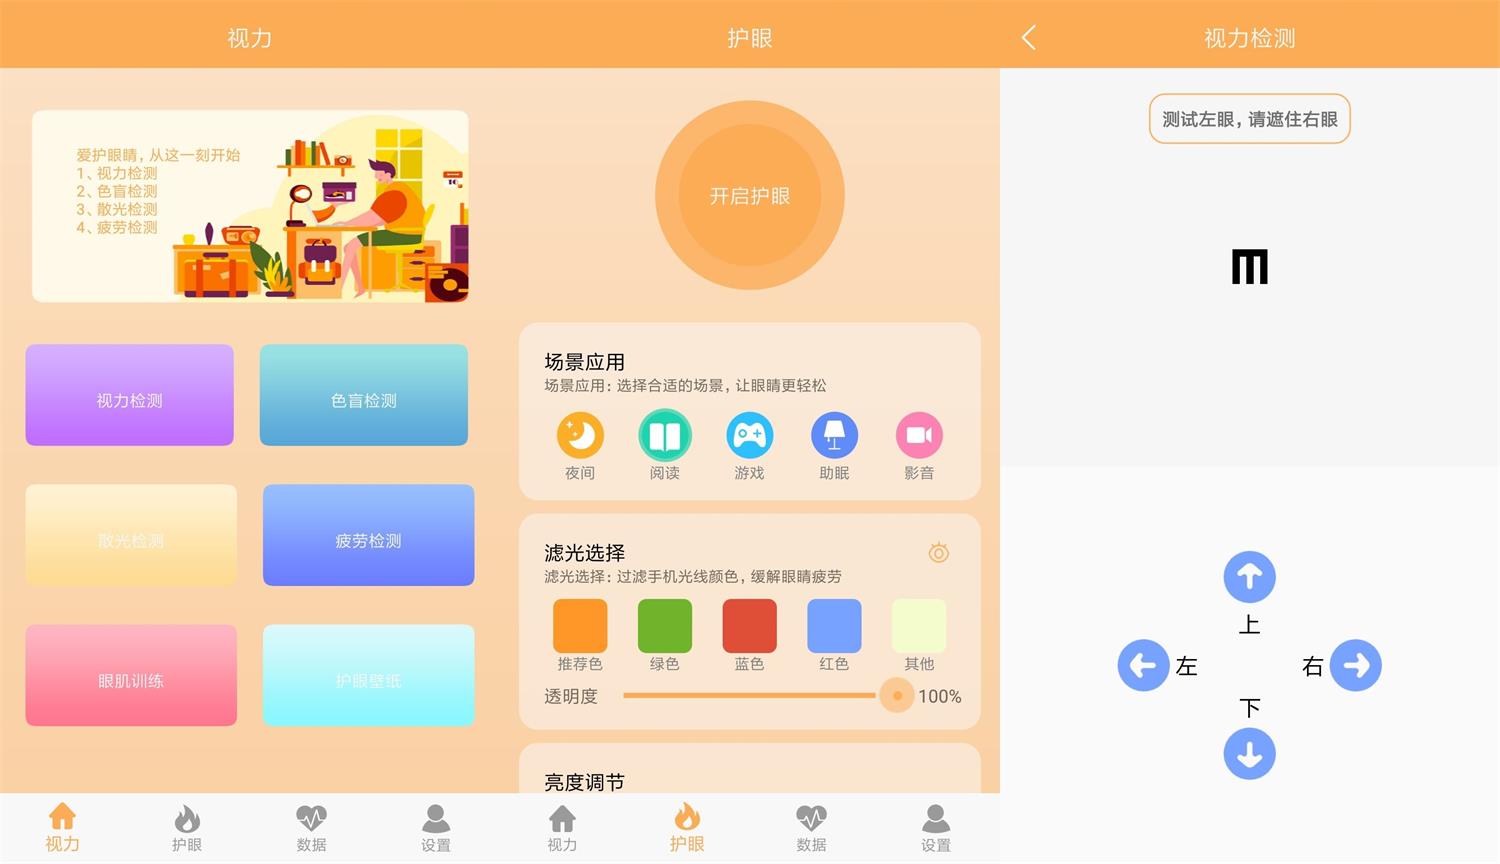 视力
爱护眼睛，从这一刻开始
1、视力检测
2、色盲检测
3、散光检测
4、疲劳检测
视力检测
色盲检测
散光检测
疲劳检测
眼肌训练
护眼壁纸
视力
护眼
数据
设置
护眼
开启护眼
场景应用
场景应用：选择合适的场景，让眼睛更轻松
夜间
阅读
游戏
助眠
影音
滤光选择
滤光选择：过滤手机光线颜色，缓解眼睛疲劳
推荐色
绿色
蓝色
红色
其他
透明度
100%
亮度调节
视力
护眼
数据
设置
视力检测
测试左眼，请遮住右眼
上
左
右
下